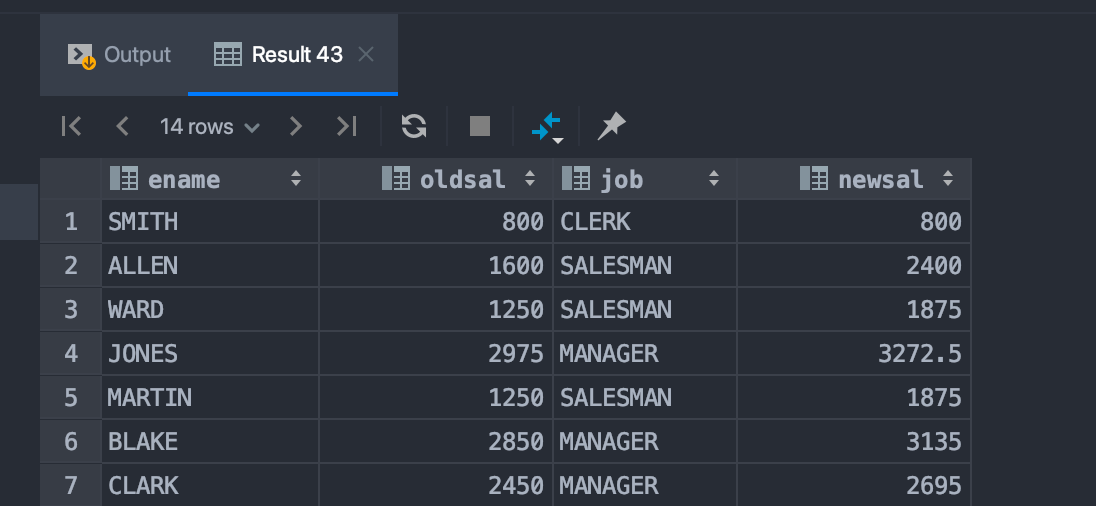 Output Result 43
14 rows
ename oldsal job newsal
1 SMITH 800 CLERK 800
2 ALLEN 1600 SALESMAN 2400
3 WARD 1250 SALESMAN 1875
4 JONES 2975 MANAGER 3272.5
5 MARTIN 1250 SALESMAN 1875
6 BLAKE 2850 MANAGER 3135
7 CLARK 2450 MANAGER 2695